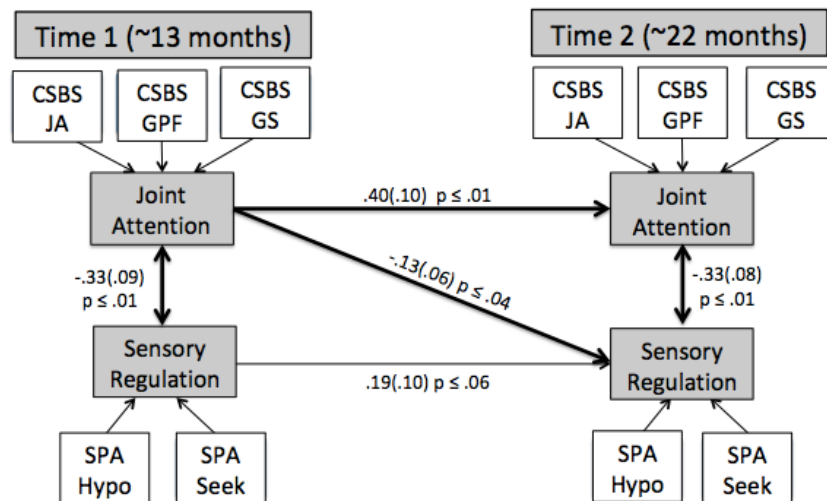 Time 1 (~13 months)
Time 2 (~22 months)
CSBS
JA
CSBS
GPF
CSBS
GS
CSBS
JA
CSBS
GPF
CSBS
GS
Joint
Attention
.40(.10) p ≤ .01
Joint
Attention
-.33(.09)
p ≤ .01
-.13(.06) p ≤ .04
-.33(.08)
p ≤ .01
Sensory
Regulation
.19(.10) p ≤ .06
Sensory
Regulation
SPA
Hypo
SPA
Seek
SPA
Hypo
SPA
Seek